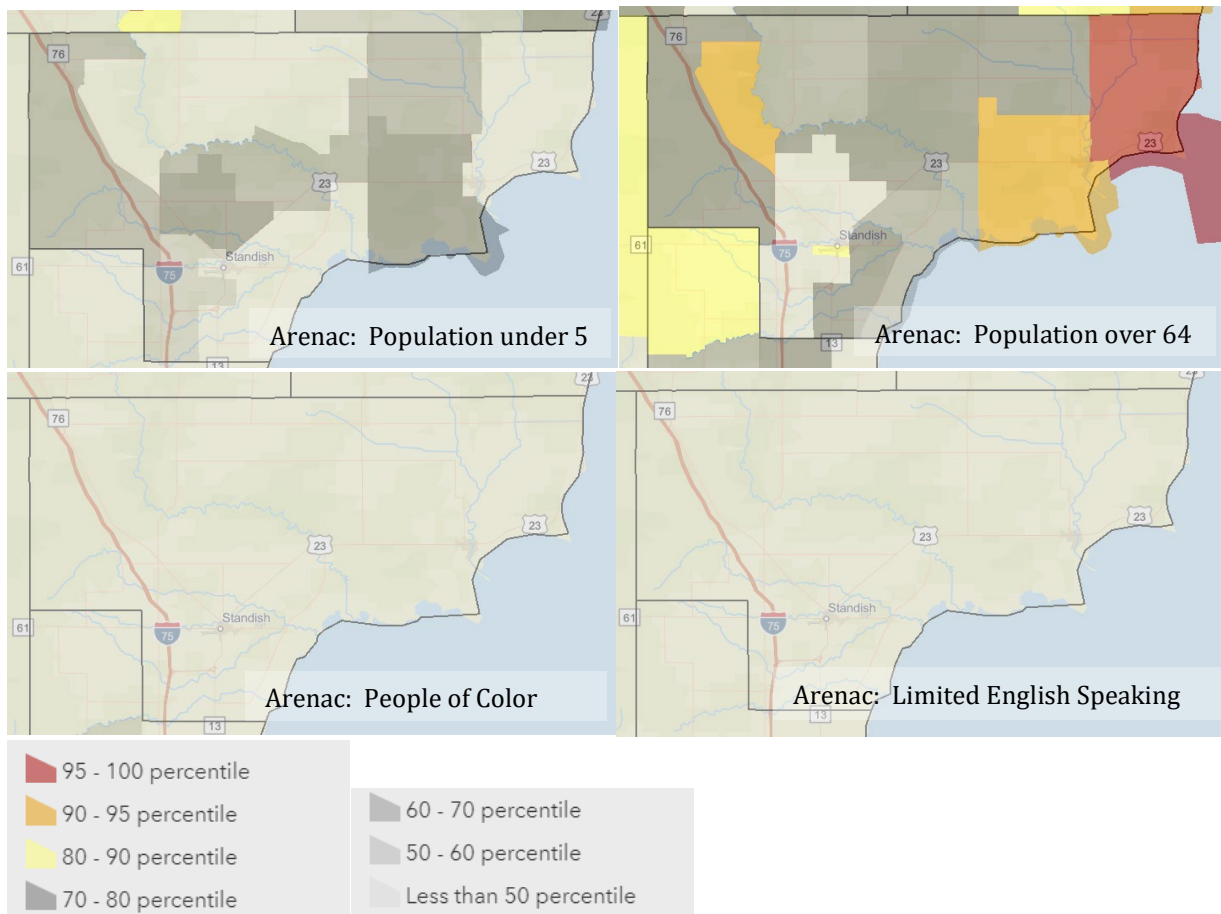 23
76
23
23
Standish
61
75
13
Arenac: Population under 5
76
23
23
Standish
61
75
13
Arenac: Population over 64
76
23
23
Standish
61
75
13
Arenac: People of Color
76
23
23
Standish
61
75
13
Arenac: Limited English Speaking
95 - 100 percentile
90 - 95 percentile
80 - 90 percentile
70 - 80 percentile
60 - 70 percentile
50 - 60 percentile
Less than 50 percentile